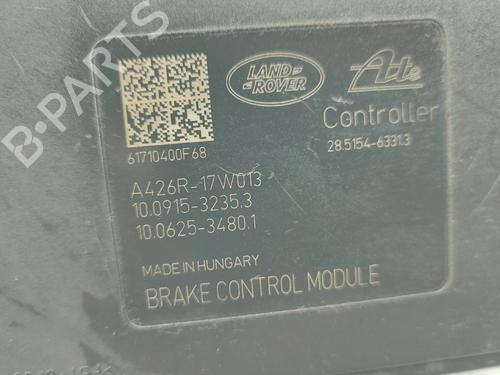 B-PARTS
LAND
ROVER
Ate
Controller
28.5154-6331.3
61710400F68
A426R-17W013
10.0915-3235.3
10.0625-3480.1
MADE IN HUNGARY
BRAKE CONTROL MODULE